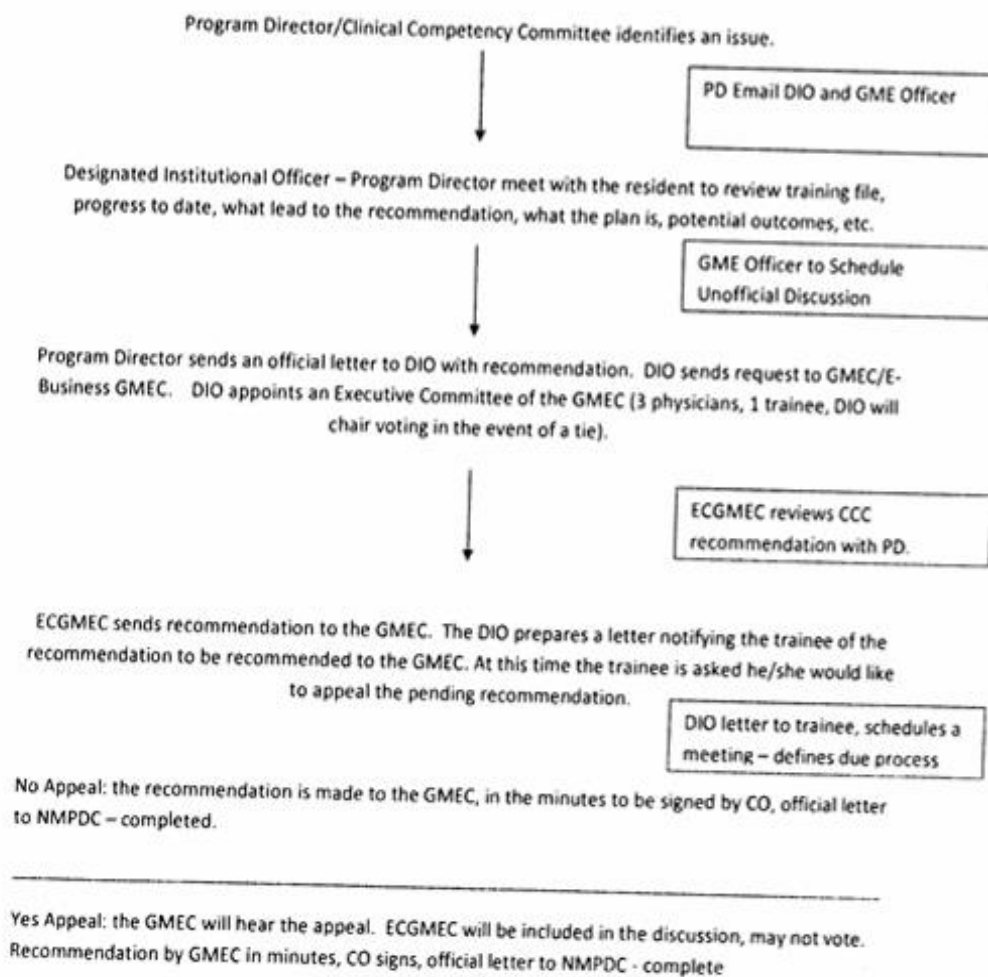 Program Director/Clinical Competency Committee identifies an issue.
PD Email DIO and GME Officer
Designated Institutional Officer – Program Director meet with the resident to review training file,
progress to date, what lead to the recommendation, what the plan is, potential outcomes, etc.
GME Officer to Schedule
Unofficial Discussion
Program Director sends an official letter to DIO with recommendation.  DIO sends request to GMEC/E-
Business GMEC.   DIO appoints an Executive Committee of the GMEC (3 physicians, 1 trainee, DIO will
chair voting in the event of a tie).
ECGMEC reviews CCC
recommendation with PD.
ECGMEC sends recommendation to the GMEC.  The DIO prepares a letter notifying the trainee of the
recommendation to be recommended to the GMEC. At this time the trainee is asked he/she would like
to appeal the pending recommendation.
DIO letter to trainee, schedules a
meeting – defines due process
No Appeal: the recommendation is made to the GMEC, in the minutes to be signed by CO, official letter
to NMPDC – completed.
Yes Appeal: the GMEC will hear the appeal.  ECGMEC will be included in the discussion, may not vote.
Recommendation by GMEC in minutes, CO signs, official letter to NMPDC - complete